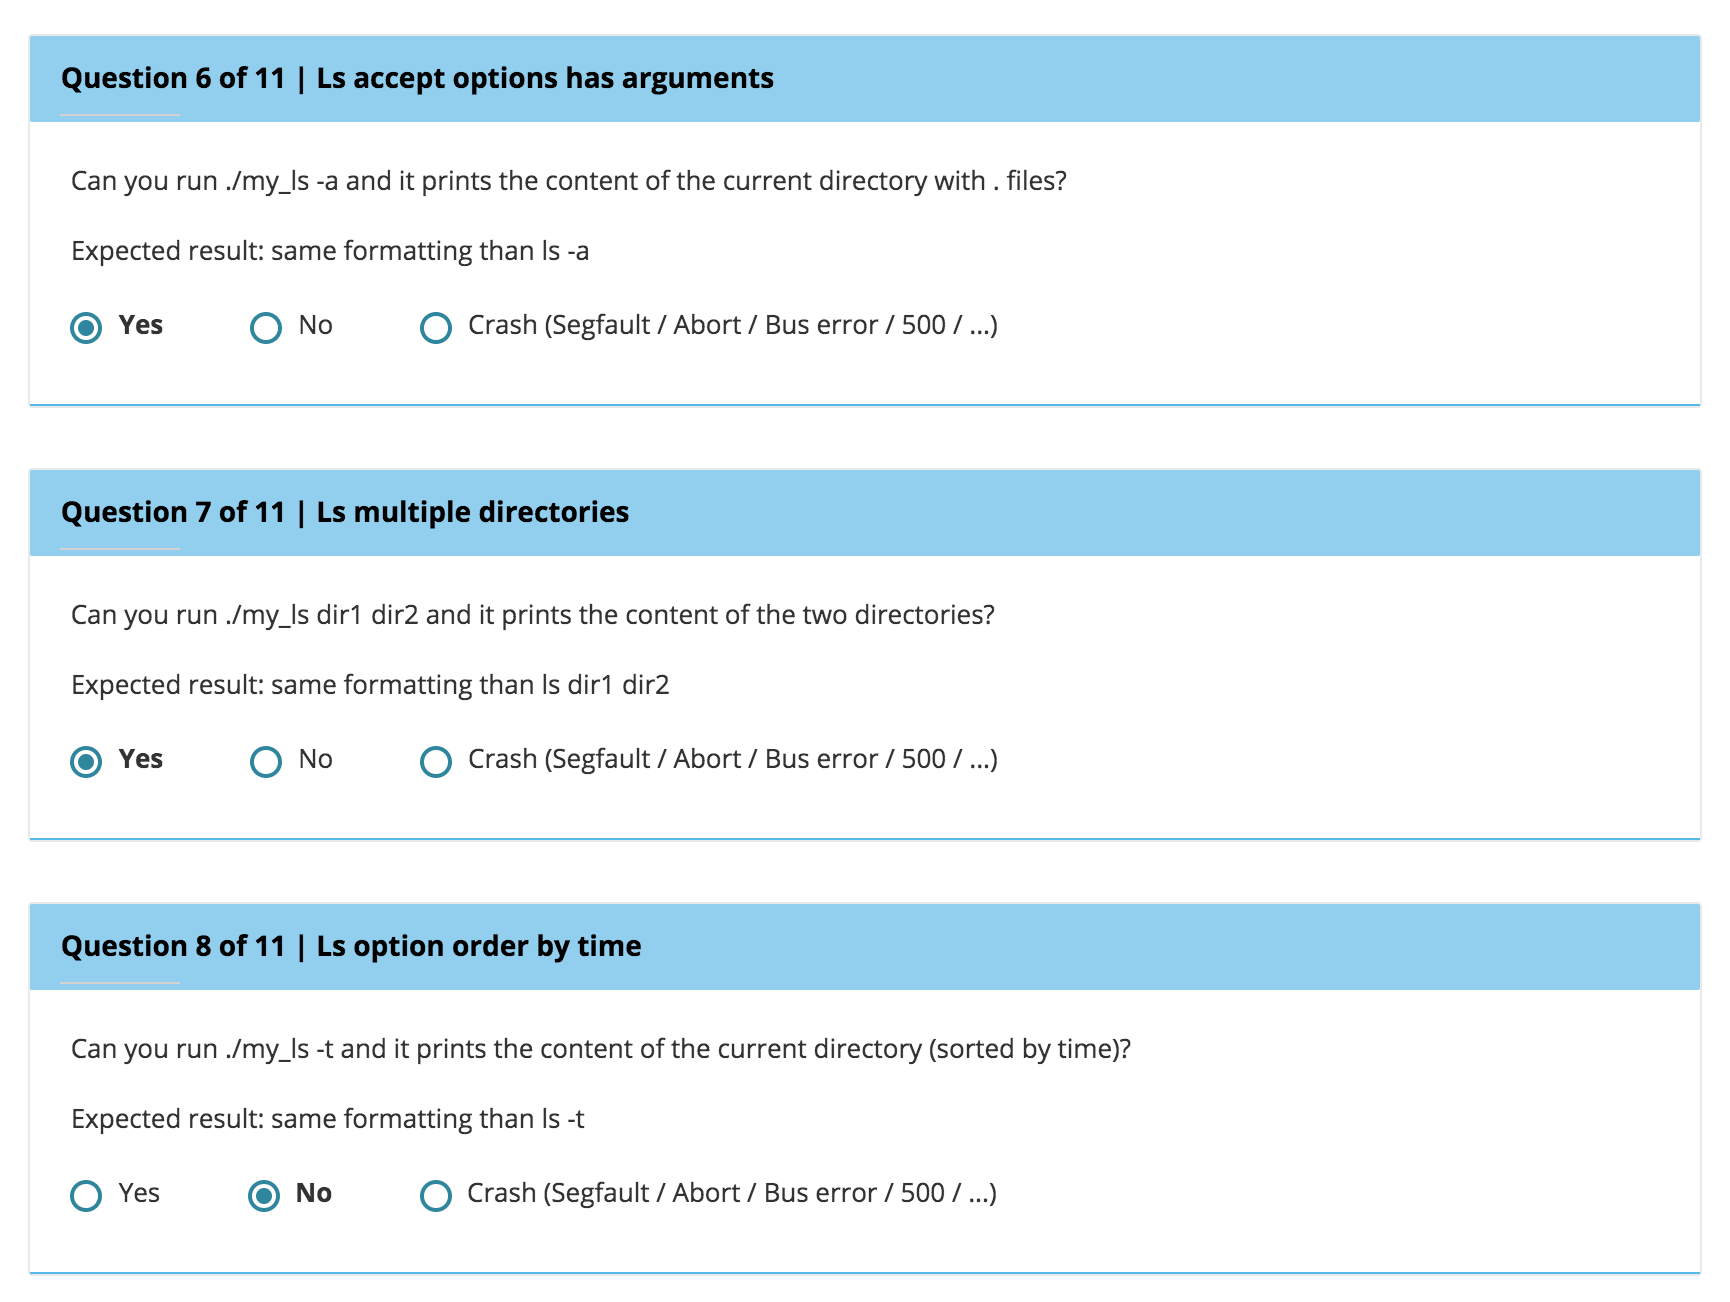 Question 6 of 11 | Ls accept options has arguments
Can you run ./my_ls -a and it prints the content of the current directory with . files?
Expected result: same formatting than ls -a
Yes No Crash (Segfault / Abort / Bus error / 500 / ...)
Question 7 of 11 | Ls multiple directories
Can you run ./my_ls dir1 dir2 and it prints the content of the two directories?
Expected result: same formatting than ls dir1 dir2
Yes No Crash (Segfault / Abort / Bus error / 500 / ...)
Question 8 of 11 | Ls option order by time
Can you run ./my_ls -t and it prints the content of the current directory (sorted by time)?
Expected result: same formatting than ls -t
Yes No Crash (Segfault / Abort / Bus error / 500 / ...)